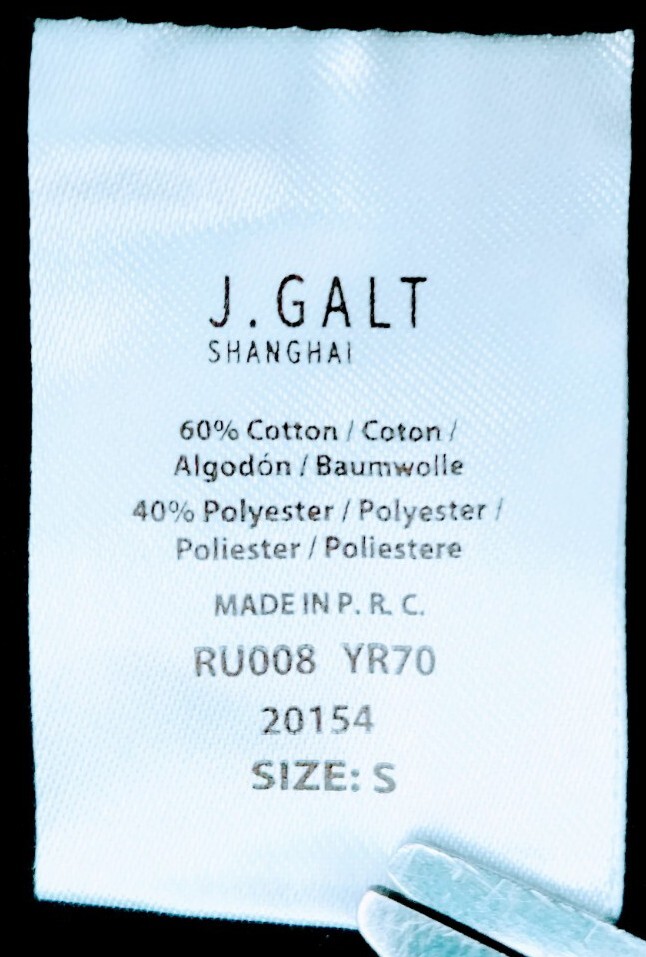 J.GALT
SHANGHAI
60% Cotton / Coton /
Algodón / Baumwolle
40% Polyester / Polyester /
Poliester / Poliestere
MADE IN P. R. C.
RU008 YR70
20154
SIZE: S